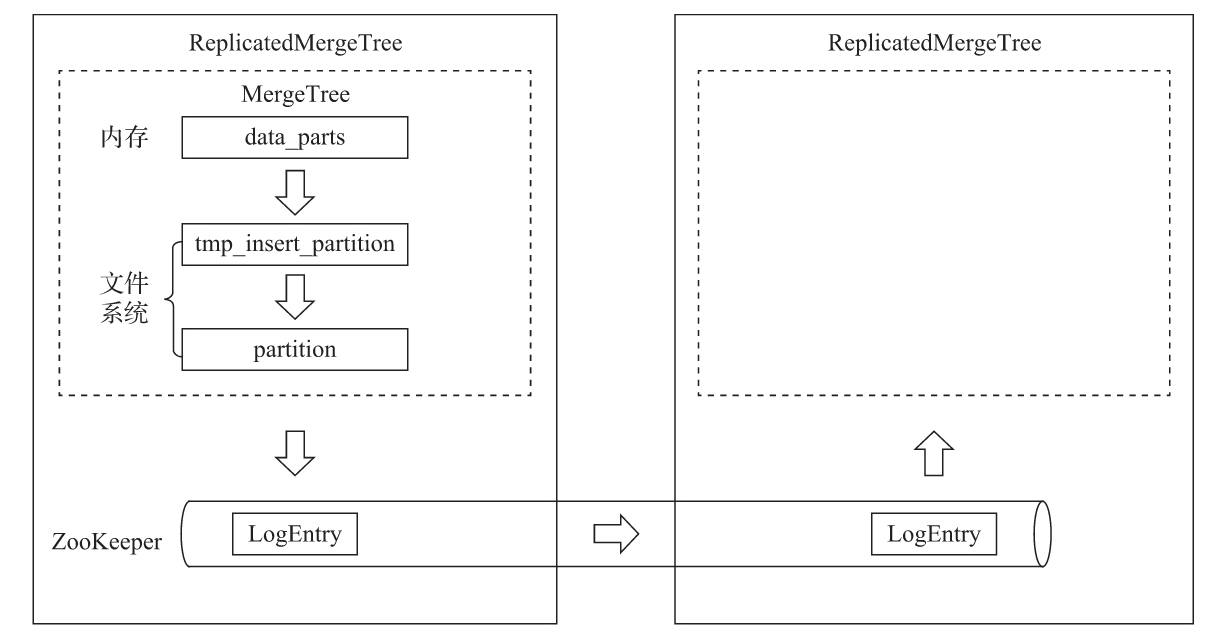 ReplicatedMergeTree
MergeTree
内存
data_parts
tmp_insert_partition
文件
系统
partition
ZooKeeper
LogEntry
ReplicatedMergeTree
LogEntry